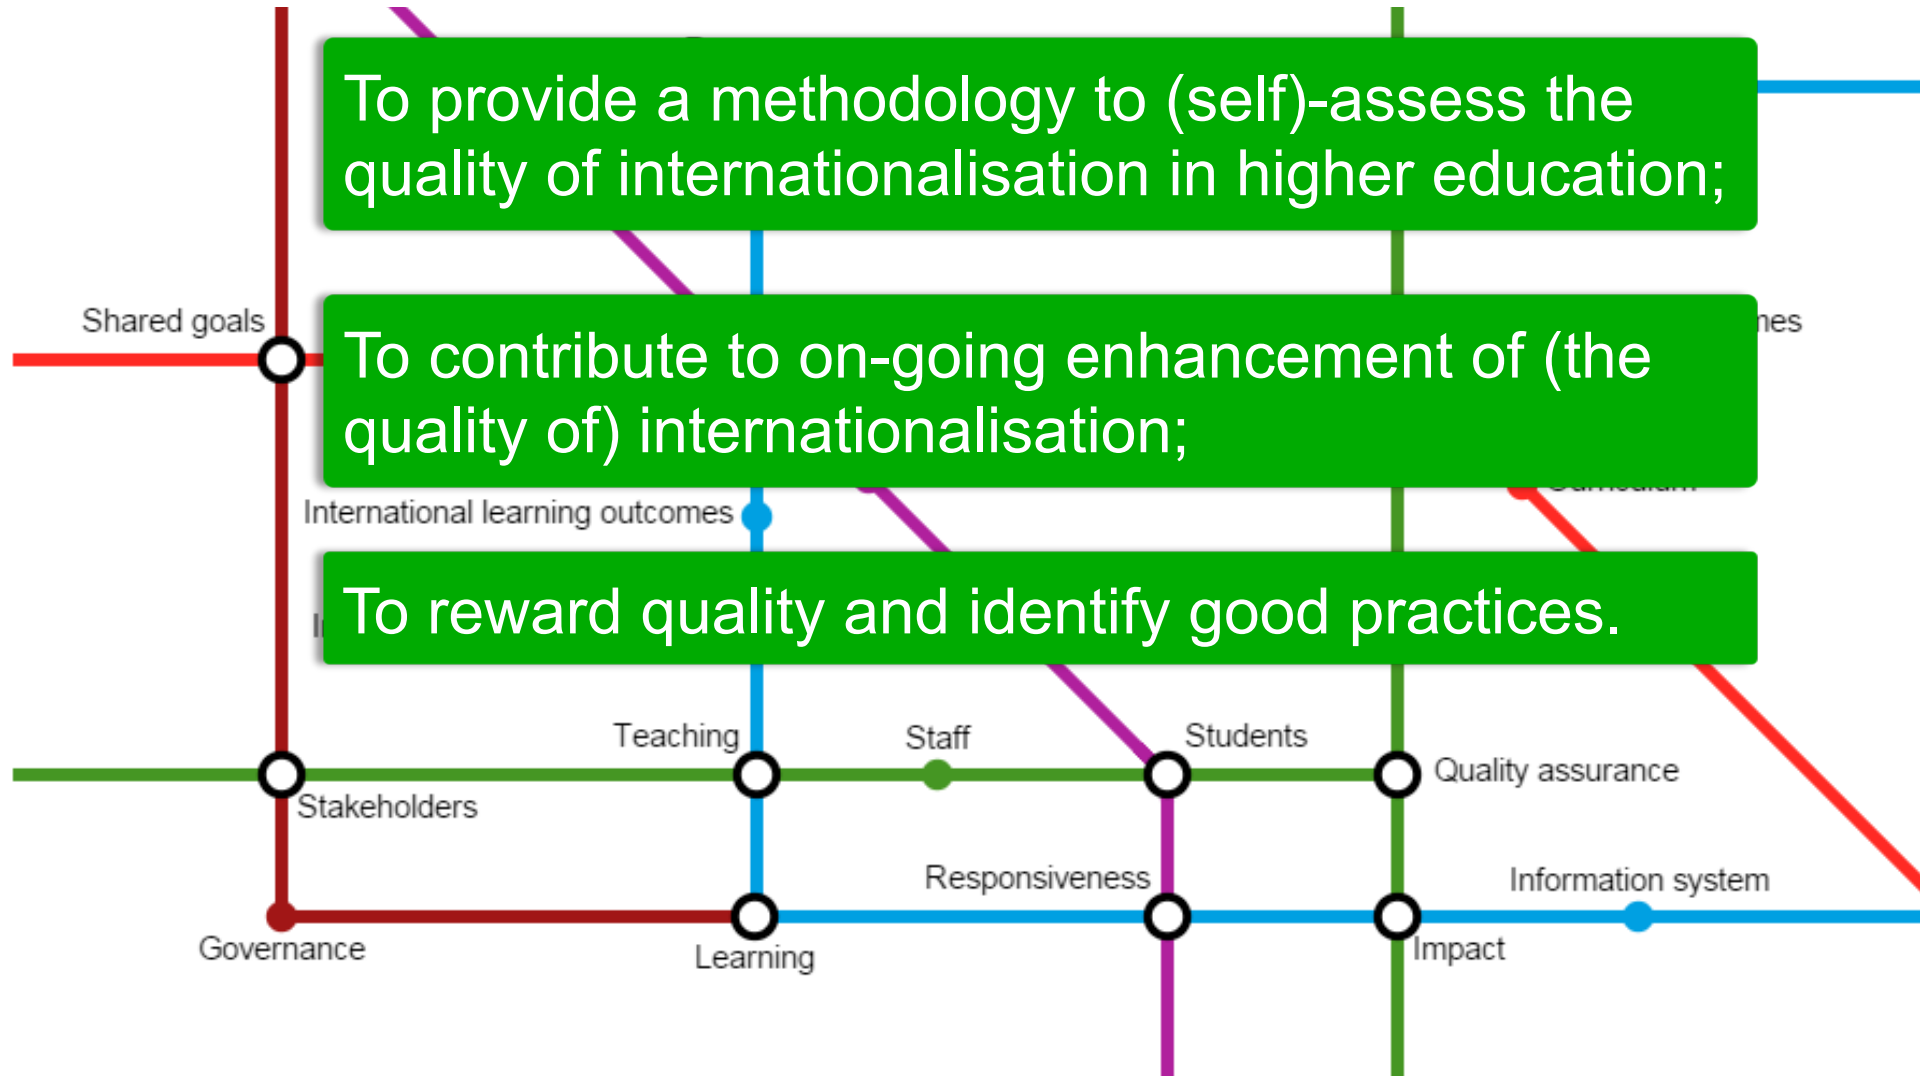 To provide a methodology to (self)-assess the
quality of internationalisation in higher education;
Shared goals
To contribute to on-going enhancement of (the
quality of) internationalisation;
International learning outcomes
To reward quality and identify good practices.
Teaching
Staff
Students
Quality assurance
Stakeholders
Responsiveness
Information system
Governance
Learning
Impact